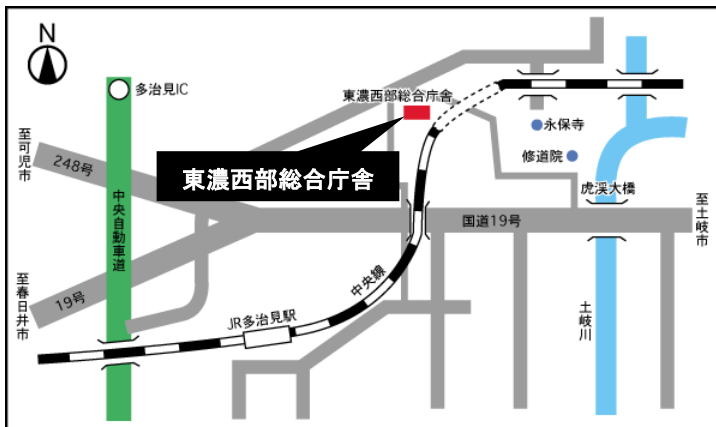 N
多治見IC
東濃西部総合庁舎
永保寺
修道院
東濃西部総合庁舎
至可児市
248号
中央自動車道
虎渓大橋
国道19号
至土岐市
至春日井市
19号
中央線
JR多治見駅
土岐川